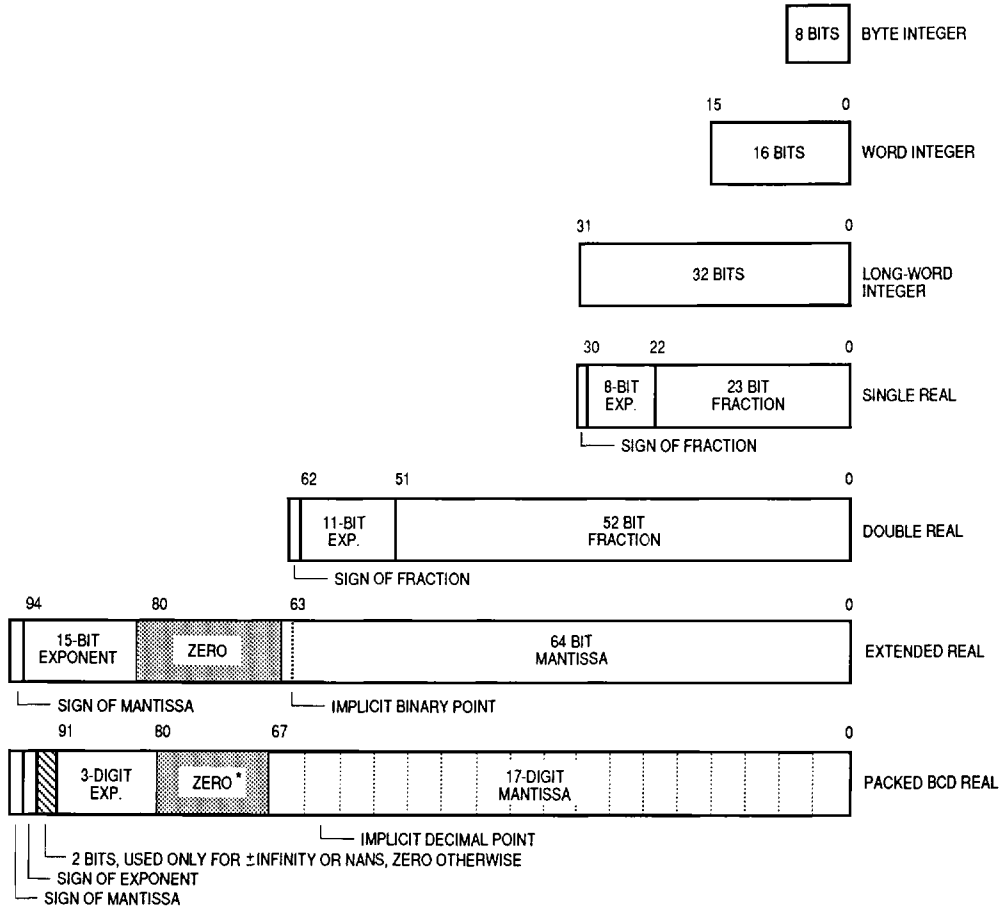 8 BITS BYTE INTEGER
15 0
16 BITS WORD INTEGER
31 0
32 BITS LONG-WORD
INTEGER
30 22 0
8-BIT
EXP. 23 BIT
FRACTION SINGLE REAL
SIGN OF FRACTION
62 51 0
11-BIT
EXP. 52 BIT
FRACTION DOUBLE REAL
SIGN OF FRACTION
94 80 63 0
15-BIT
EXPONENT ZERO 64 BIT
MANTISSA EXTENDED REAL
SIGN OF MANTISSA IMPLICIT BINARY POINT
91 80 67 0
3-DIGIT
EXP. ZERO* 17-DIGIT
MANTISSA PACKED BCD REAL
IMPLICIT DECIMAL POINT
2 BITS, USED ONLY FOR ±INFINITY OR NANS, ZERO OTHERWISE
SIGN OF EXPONENT
SIGN OF MANTISSA